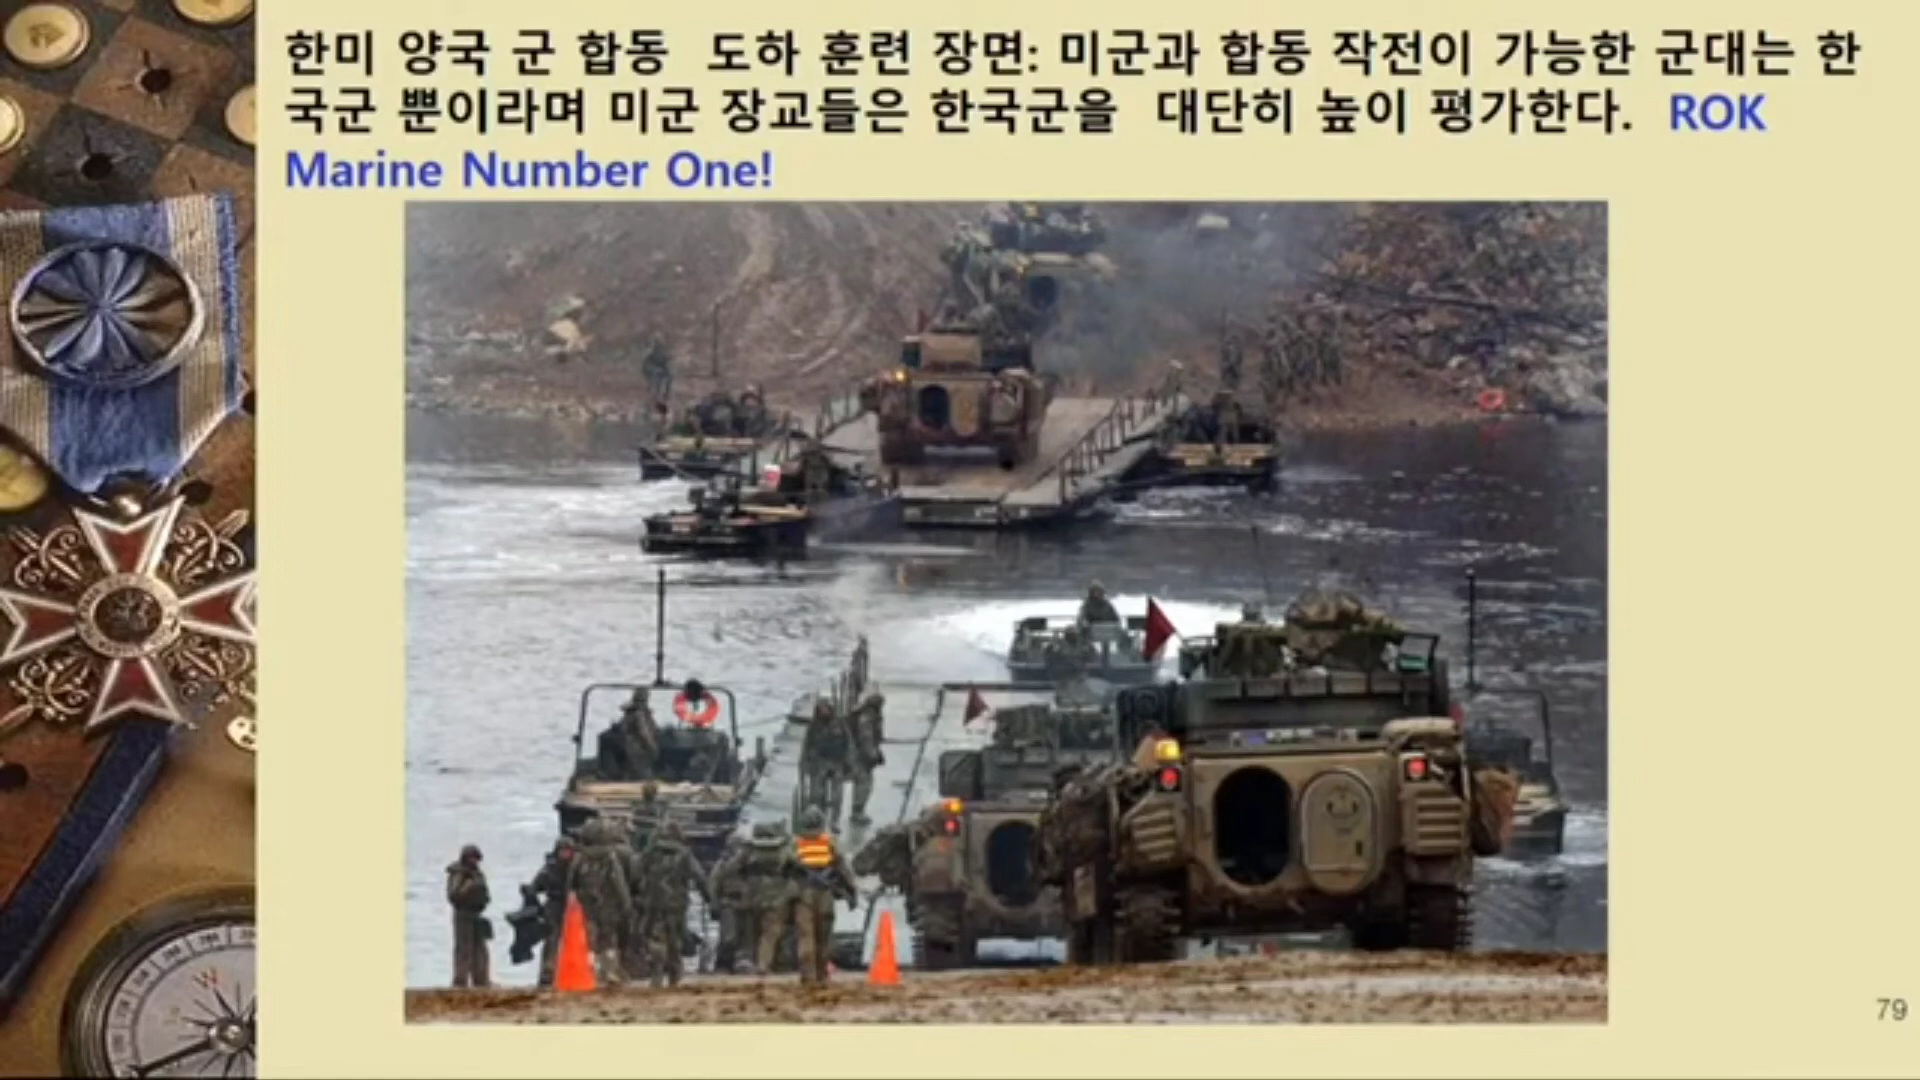 한미 양국 군 합동 도하 훈련 장면: 미군과 합동 작전이 가능한 군대는 한
국군 뿐이라며 미군 장교들은 한국군을 대단히 높이 평가한다. ROK
Marine Number One!
W
79